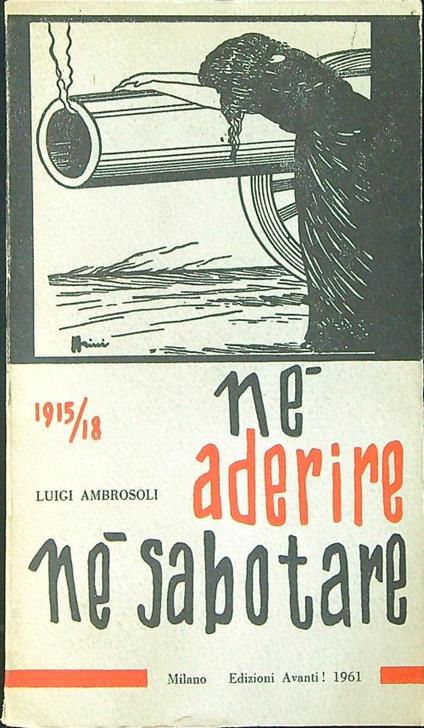 1915/18
né
aderire
LUIGI AMBROSOLI
né sabotare
Milano Edizioni Avanti! 1961